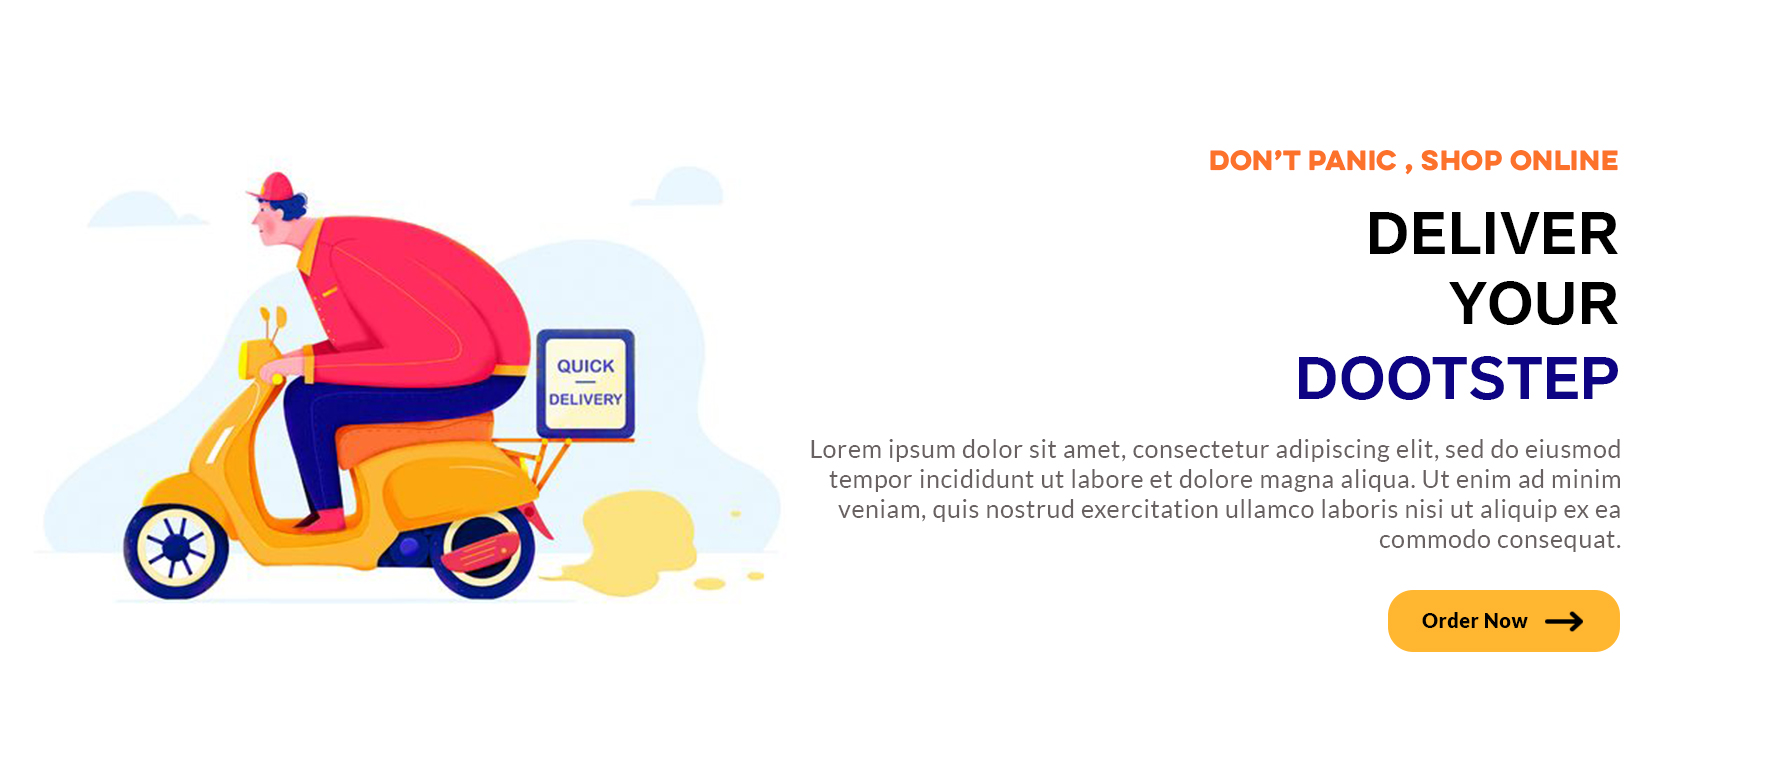 DON'T PANIC , SHOP ONLINE
DELIVER
YOUR
DOOTSTEP
QUICK
DELIVERY
Lorem ipsum dolor sit amet, consectetur adipiscing elit, sed do eiusmod
tempor incididunt ut labore et dolore magna aliqua. Ut enim ad minim
veniam, quis nostrud exercitation ullamco laboris nisi ut aliquip ex ea
commodo consequat.
Order Now